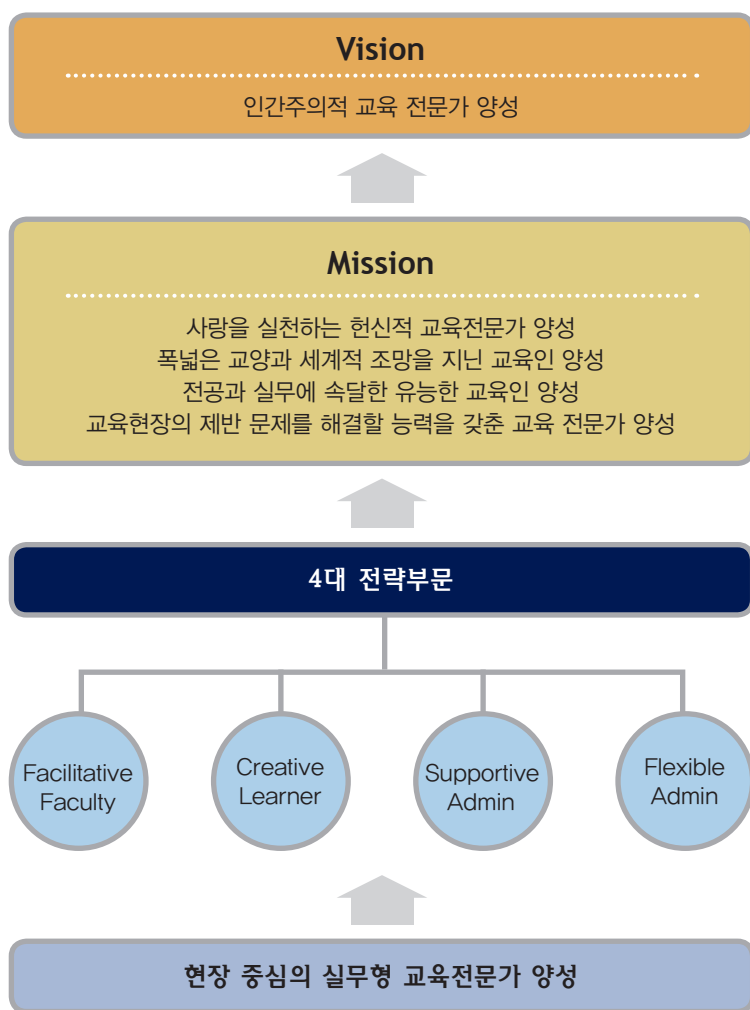 Vision
인간주의적 교육 전문가 양성
Mission
사랑을 실천하는 헌신적 교육전문가 양성
폭넓은 교양과 세계적 조망을 지닌 교육인 양성
전공과 실무에 숙달한 유능한 교육인 양성
교육현장의 제반 문제를 해결할 능력을 갖춘 교육 전문가 양성
4대 전략부문
Facilitative
Faculty
Creative
Learner
Supportive
Admin
Flexible
Admin
현장 중심의 실무형 교육전문가 양성